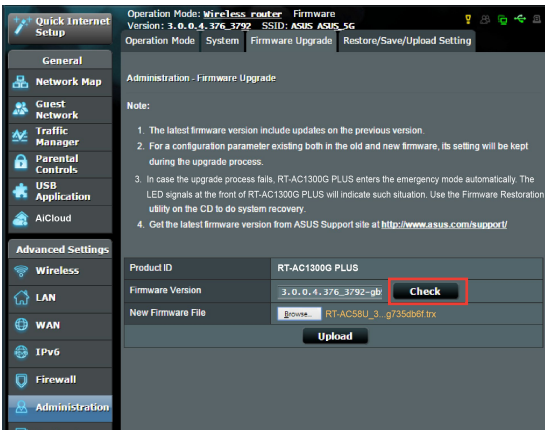 Quick Internet
Setup
Operation Mode: Wireless router Firmware
Version: 3.0.0.4.376_3792 SSID: ASUS ASUS_5G
Operation Mode System Firmware Upgrade Restore/Save/Upload Setting
General
Network Map
Guest
Network
Traffic
Manager
Parental
Controls
USB
Application
AiCloud
Advanced Settings
Wireless
LAN
WAN
IPv6
Firewall
Administration
Administration - Firmware Upgrade
Note:
1. The latest firmware version include updates on the previous version.
2. For a configuration parameter existing both in the old and new firmware, its setting will be kept
during the upgrade process.
3. In case the upgrade process fails, RT-AC1300G PLUS enters the emergency mode automatically. The
LED signals at the front of RT-AC1300G PLUS will indicate such situation. Use the Firmware Restoration
utility on the CD to do system recovery.
4. Get the latest firmware version from ASUS Support site at http://www.asus.com/support/
Product ID RT-AC1300G PLUS
Firmware Version 3.0.0.4.376_3792-gb Check
New Firmware File Browse... RT-AC58U_3...g735db6f.trx
Upload